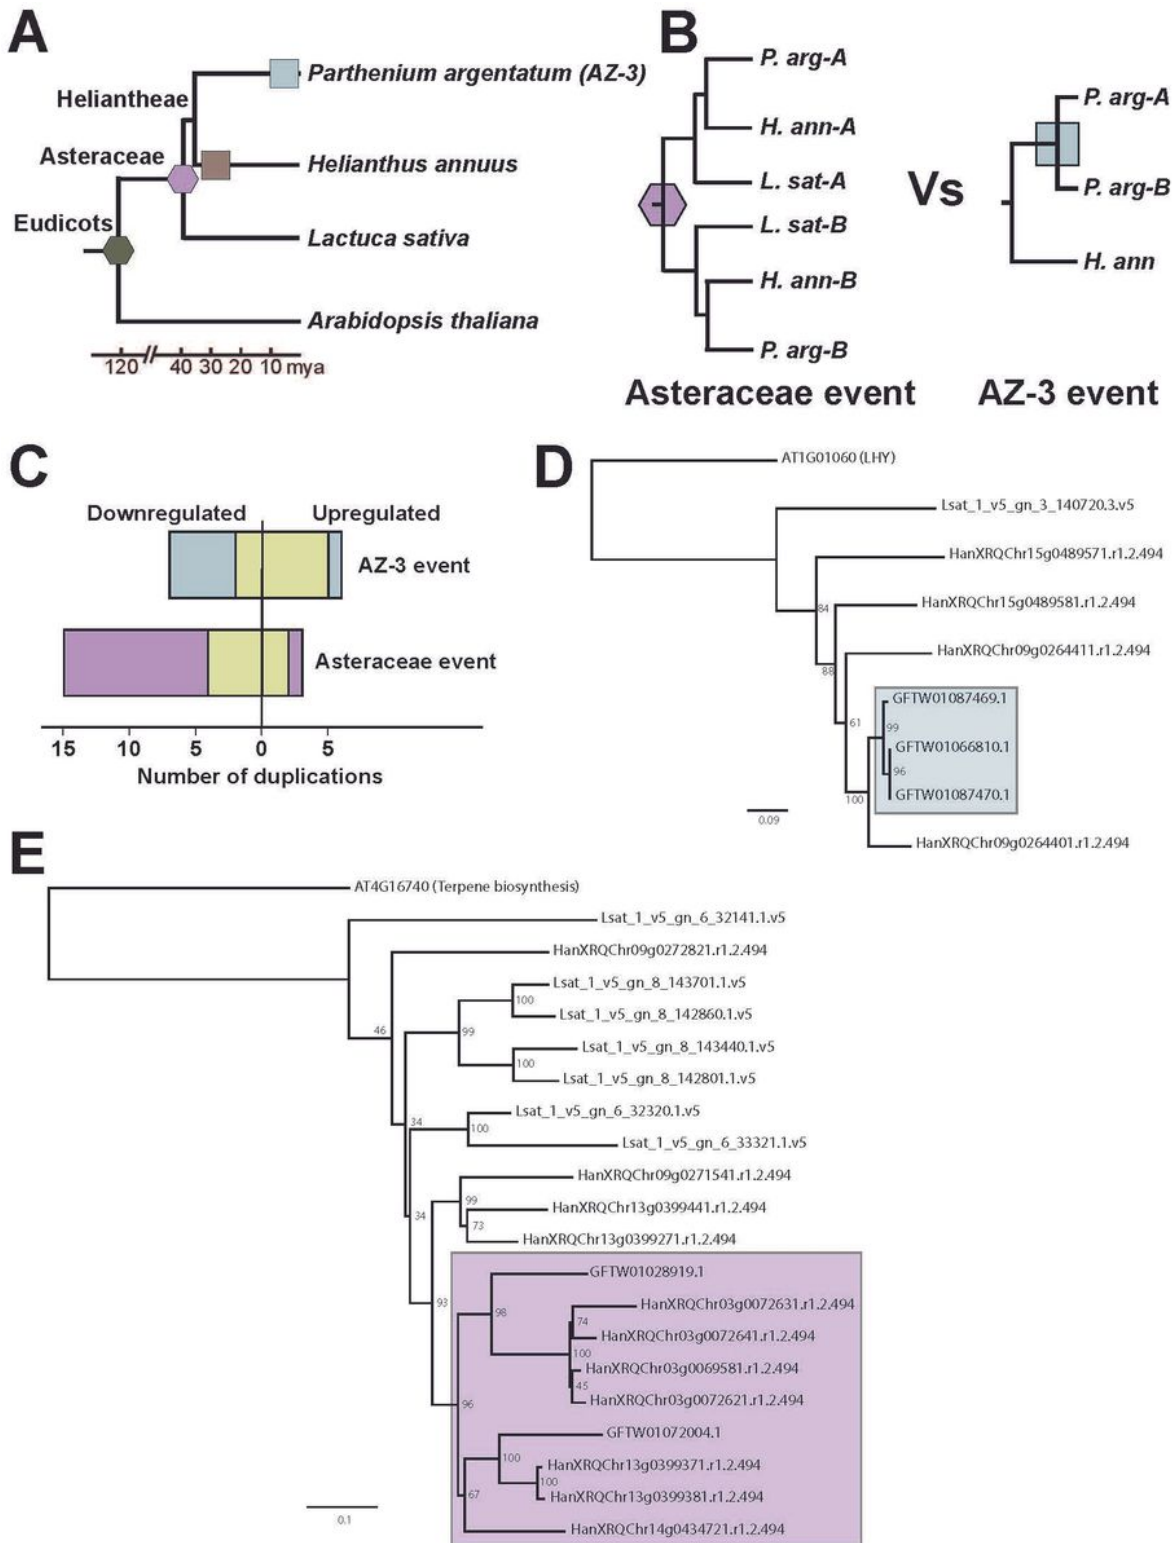 A
Parthenium argentatum (AZ-3)
Heliantheae
Asteraceae
Helianthus annuus
Eudicots
Lactuca sativa
Arabidopsis thaliana
120 40 30 20 10 mya
B
P. arg-A
H. ann-A
L. sat-A
L. sat-B
H. ann-B
P. arg-B
Asteraceae event
Vs
P. arg-A
P. arg-B
H. ann
AZ-3 event
C
Downregulated Upregulated
AZ-3 event
Asteraceae event
15 10 5 0 5
Number of duplications
D
AT1G01060 (LHY)
Lsat_1_v5_gn_3_140720.3.v5
HanXRQChr15g0489571.r1.2.494
84
HanXRQChr15g0489581.r1.2.494
88
HanXRQChr09g0264411.r1.2.494
61
GFTW01087469.1
99
GFTW01066810.1
96
GFTW01087470.1
100
HanXRQChr09g0264401.r1.2.494
0.09
E
AT4G16740 (Terpene biosynthesis)
Lsat_1_v5_gn_6_32141.1.v5
HanXRQChr09g0272821.r1.2.494
46
Lsat_1_v5_gn_8_143701.1.v5
100
Lsat_1_v5_gn_8_142860.1.v5
99
Lsat_1_v5_gn_8_143440.1.v5
100
Lsat_1_v5_gn_8_142801.1.v5
34
Lsat_1_v5_gn_6_32320.1.v5
100
Lsat_1_v5_gn_6_33321.1.v5
34
HanXRQChr09g0271541.r1.2.494
99
HanXRQChr13g0399441.r1.2.494
73
HanXRQChr13g0399271.r1.2.494
93
GFTW01028919.1
98
HanXRQChr03g0072631.r1.2.494
74
HanXRQChr03g0072641.r1.2.494
100
HanXRQChr03g0069581.r1.2.494
45
HanXRQChr03g0072621.r1.2.494
96
GFTW01072004.1
100
HanXRQChr13g0399371.r1.2.494
100
HanXRQChr13g0399381.r1.2.494
67
HanXRQChr14g0434721.r1.2.494
0.1